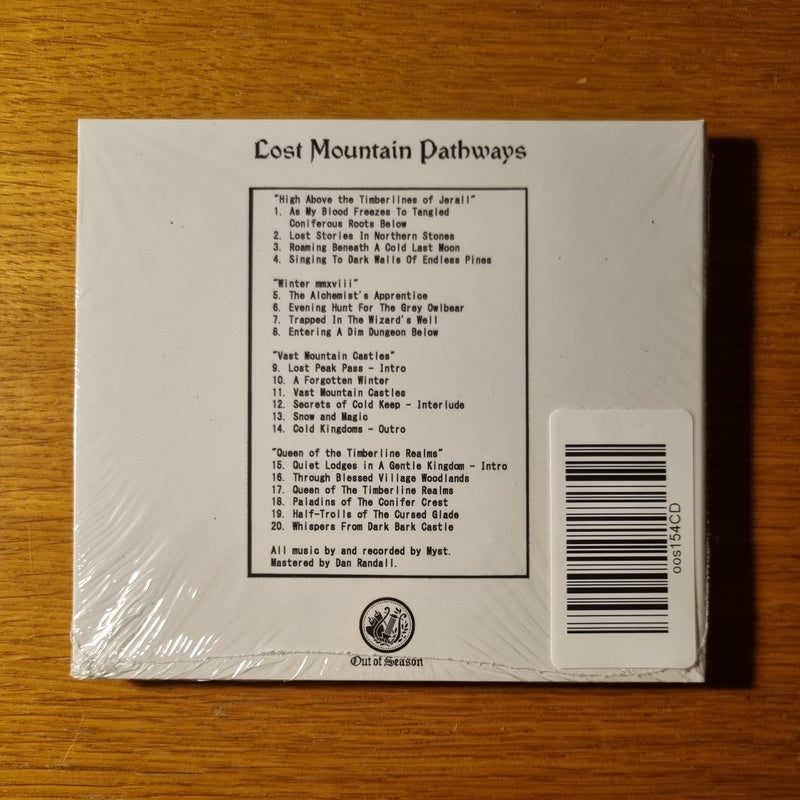 Lost Mountain Pathways
"High Above the Timberlines of Jerall"
1. As My Blood Freezes To Tangled
Coniferous Roots Below
2. Lost Stories In Northern Stones
3. Roaming Beneath A Cold Last Moon
4. Singing To Dark Walls Of Endless Pines
"Winter mmxviii"
5. The Alchemist's Apprentice
6. Evening Hunt For The Grey Owlbear
7. Trapped In The Wizard's Well
8. Entering A Dim Dungeon Below
"Vast Mountain Castles"
9. Lost Peak Pass - Intro
10. A Forgotten Winter
11. Vast Mountain Castles
12. Secrets of Cold Keep - Interlude
13. Snow and Magic
14. Cold Kingdoms - Outro
"Queen of the Timberline Realms"
15. Quiet Lodges in A Gentle Kingdom - Intro
16. Through Blessed Village Woodlands
17. Queen of The Timberline Realms
18. Paladins of The Conifer Crest
19. Half-Trolls of The Cursed Glade
20. Whispers From Dark Bark Castle
All music by and recorded by Myst.
Mastered by Dan Randall.
Out of Season
oos154CD